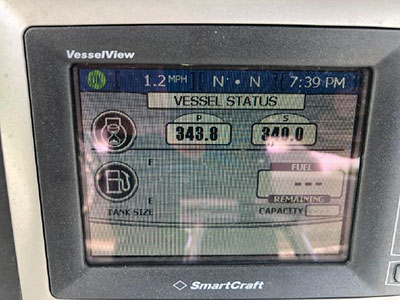 VesselView
1.2 MPH N • N 7:39 PM
VESSEL STATUS
P S
343.8 340.0
F FUEL
---
E REMAINING
TANK SIZE CAPACITY
SmartCraft